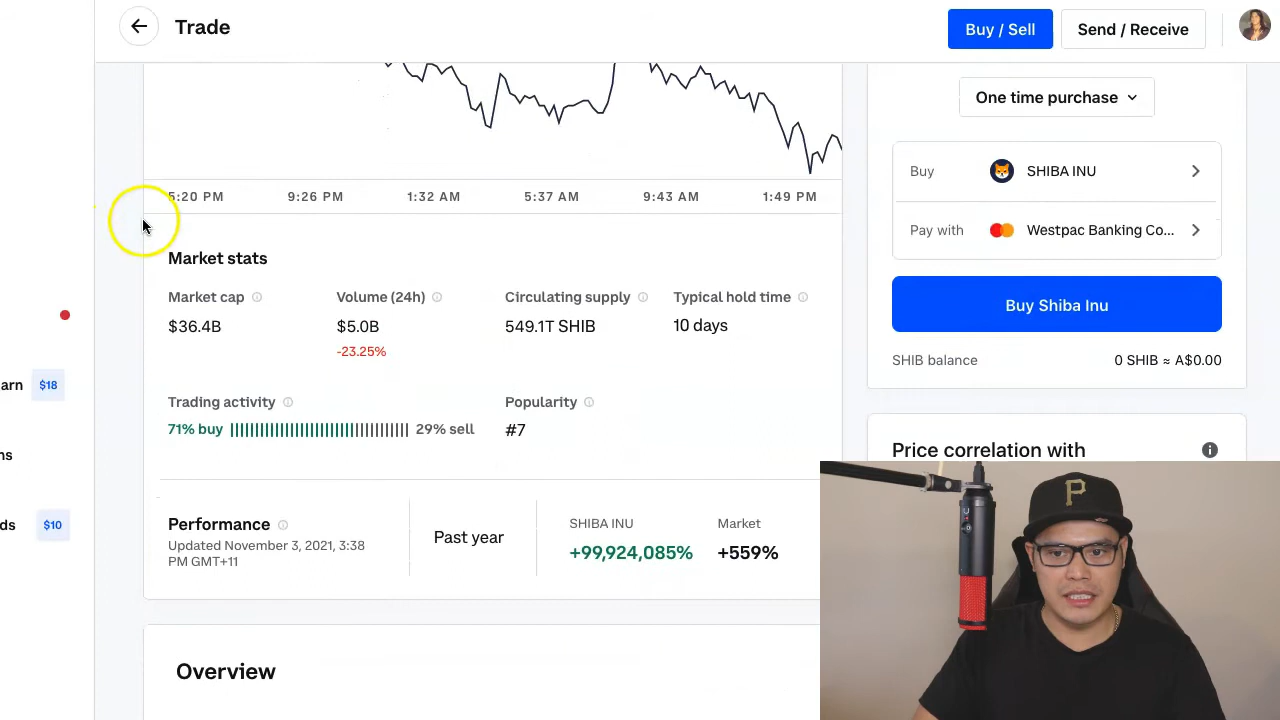 Trade
Buy / Sell
Send / Receive
One time purchase
5:20 PM 9:26 PM 1:32 AM 5:37 AM 9:43 AM 1:49 PM
Buy SHIBA INU
Pay with Westpac Banking Co...
Buy Shiba Inu
SHIB balance 0 SHIB ≈ A$0.00
Market stats
Market cap Volume (24h) Circulating supply Typical hold time
$36.4B $5.0B 549.1T SHIB 10 days
-23.25%
Trading activity Popularity
71% buy 29% sell #7
arn $18
ns
ds $10
Performance
Updated November 3, 2021, 3:38
PM GMT+11
Past year
SHIBA INU Market
+99,924,085% +559%
Price correlation with
Overview
P